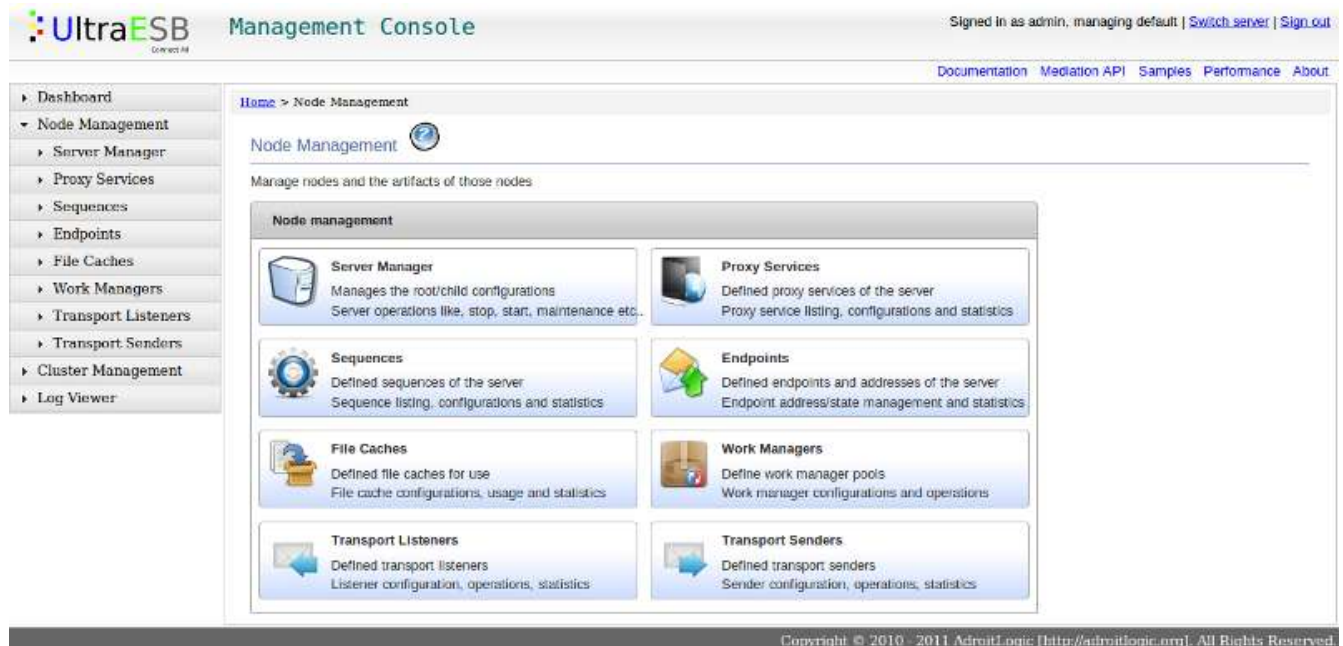 UltraESB
Connect All
Management Console
Signed in as admin, managing default | Switch server | Sign out
Documentation Mediation API Samples Performance About
Dashboard
Node Management
Server Manager
Proxy Services
Sequences
Endpoints
File Caches
Work Managers
Transport Listeners
Transport Senders
Cluster Management
Log Viewer
Home > Node Management
Node Management
Manage nodes and the artifacts of those nodes
Node management
Server Manager
Manages the root/child configurations
Server operations like, stop, start, maintenance etc..
Proxy Services
Defined proxy services of the server
Proxy service listing, configurations and statistics
Sequences
Defined sequences of the server
Sequence listing, configurations and statistics
Endpoints
Defined endpoints and addresses of the server
Endpoint address/state management and statistics
File Caches
Defined file caches for use
File cache configurations, usage and statistics
Work Managers
Define work manager pools
Work manager configurations and operations
Transport Listeners
Defined transport listeners
Listener configuration, operations, statistics
Transport Senders
Defined transport senders
Sender configuration, operations, statistics
Copyright © 2010 - 2011 AdroitLogic [http://adroitlogic.org]. All Rights Reserved.